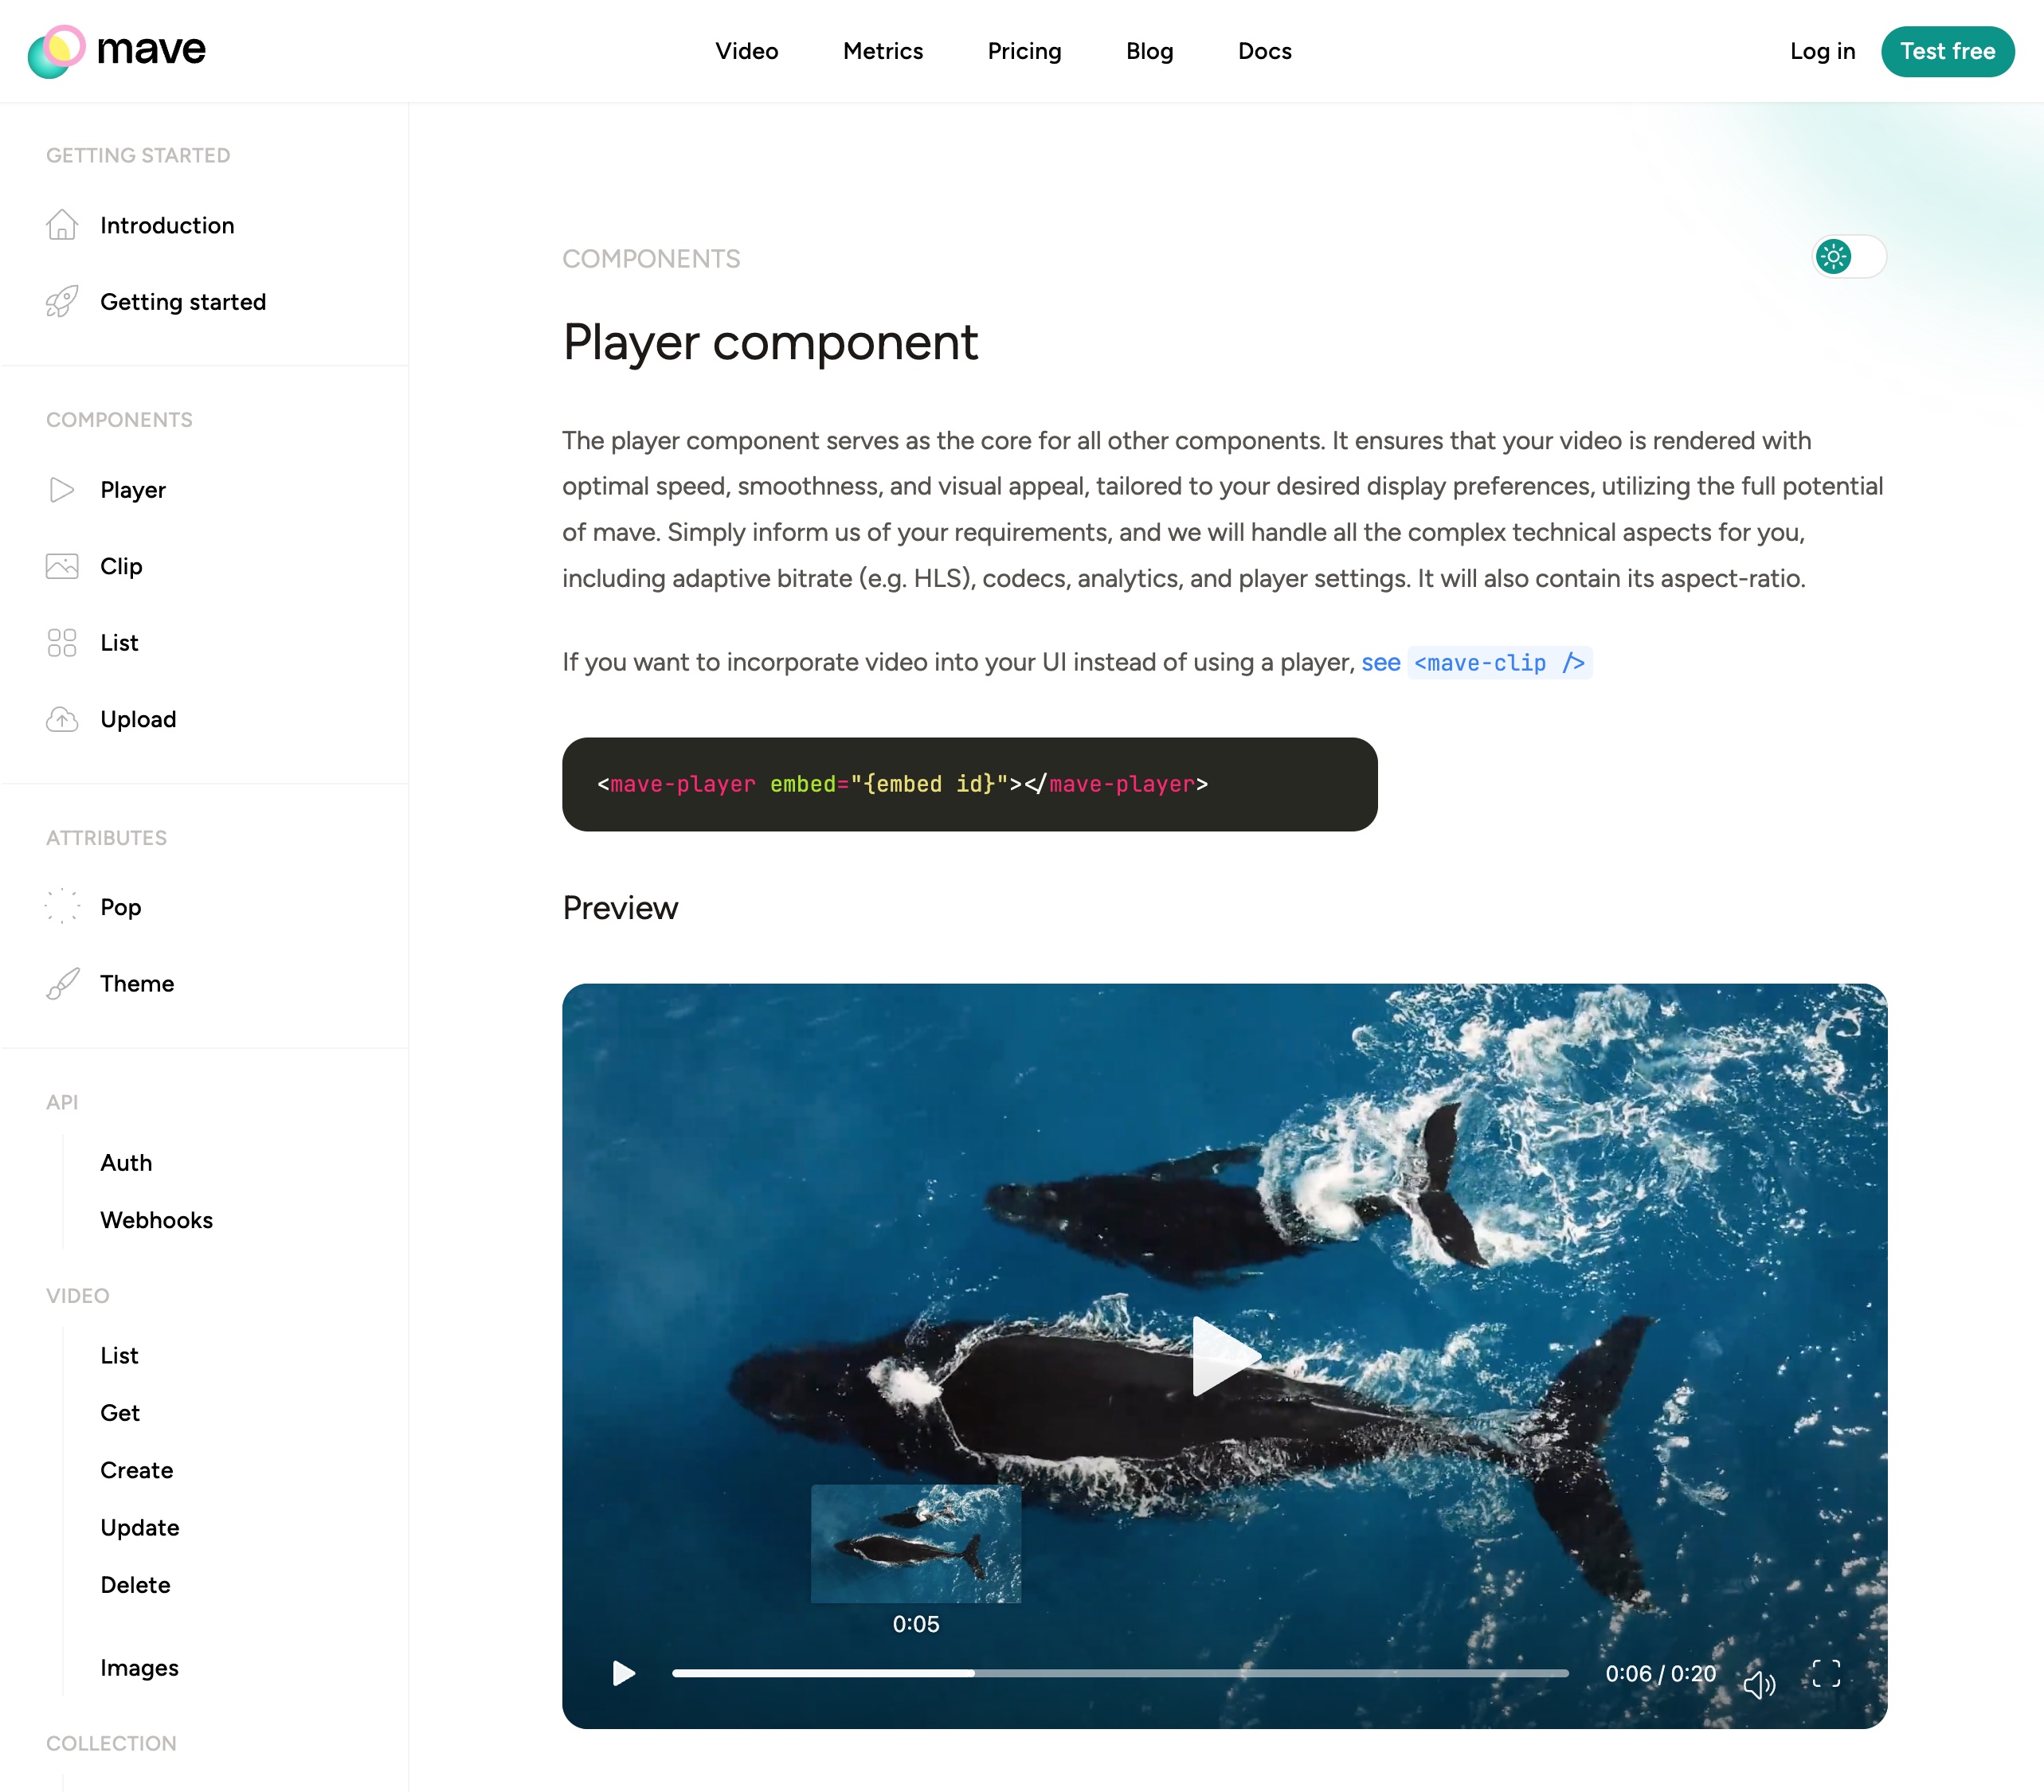 mave
Video
Metrics
Pricing
Blog
Docs
Log in
Test free
GETTING STARTED
Introduction
Getting started
COMPONENTS
Player
Clip
List
Upload
ATTRIBUTES
Pop
Theme
API
Auth
Webhooks
VIDEO
List
Get
Create
Update
Delete
Images
COLLECTION
COMPONENTS
Player component
The player component serves as the core for all other components. It ensures that your video is rendered with
optimal speed, smoothness, and visual appeal, tailored to your desired display preferences, utilizing the full potential
of mave. Simply inform us of your requirements, and we will handle all the complex technical aspects for you,
including adaptive bitrate (e.g. HLS), codecs, analytics, and player settings. It will also contain its aspect-ratio.
If you want to incorporate video into your UI instead of using a player, see <mave-clip />
<mave-player embed="{embed id}"></mave-player>
Preview
0:05
0:06 / 0:20